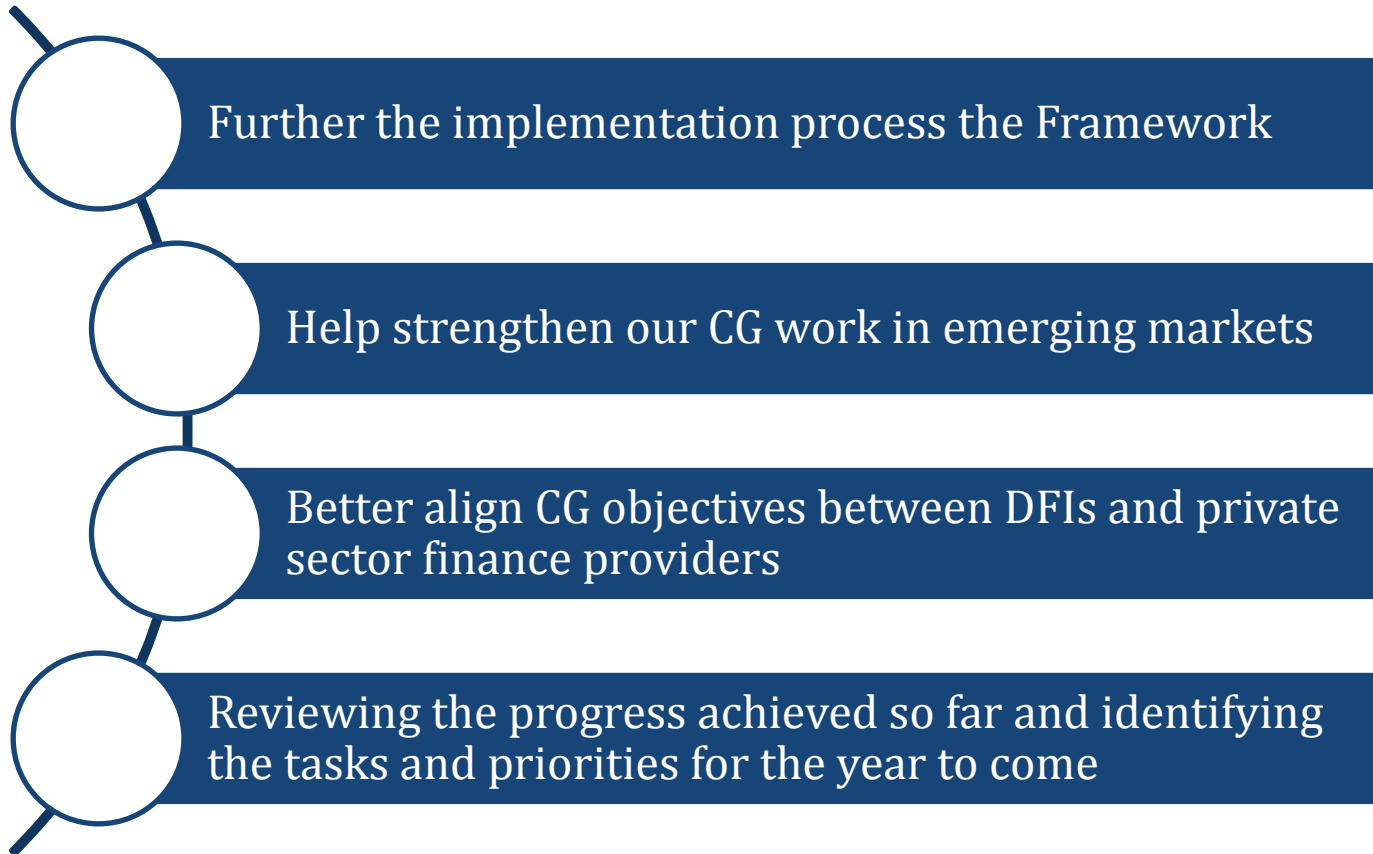 Further the implementation process the Framework
Help strengthen our CG work in emerging markets
Better align CG objectives between DFIs and private
sector finance providers
Reviewing the progress achieved so far and identifying
the tasks and priorities for the year to come